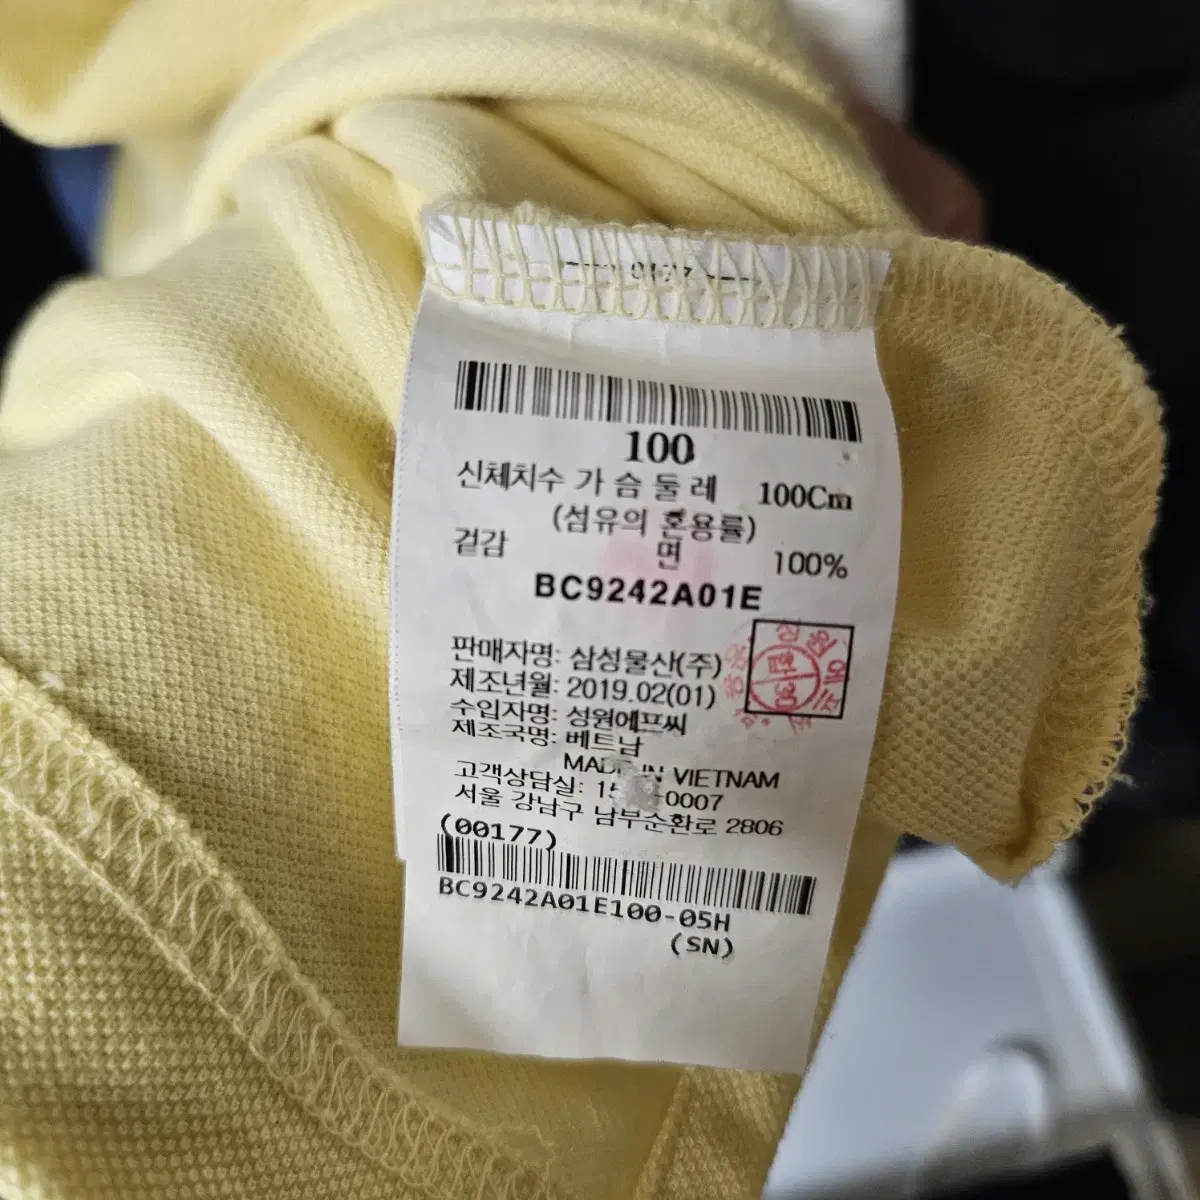 100
신체치수 가 슴 둘 레 100Cm
(섬유의 혼용률)
겉감 면 100%
BC9242A01E
판매자명: 삼성물산(주)
제조년월: 2019.02(01)
수입자명: 성원에프씨
제조국명: 베트남
MADE IN VIETNAM
고객상담실: 0007
서울 강남구 남부순환로 2806
(00177)
BC9242A01E100-05H
(SN)